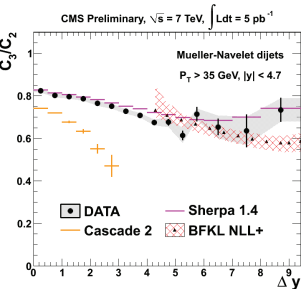 CMS Preliminary, √s = 7 TeV, ∫Ldt = 5 pb⁻¹
C₃/C₂
Mueller-Navelet dijets
P_T > 35 GeV, |y| < 4.7
1
0.8
0.6
0.4
0.2
0
DATA
Sherpa 1.4
Cascade 2
BFKL NLL+
0 1 2 3 4 5 6 7 8 9
Δ y